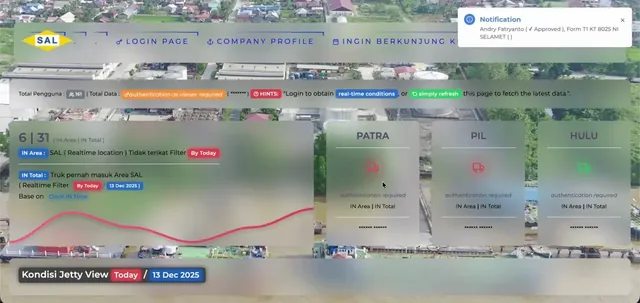 Notification
Andry Fatryanto ( ✓ Approved ), Form T1 KT 8025 NI
SELAMET ( )
SAL
LOGIN PAGE
COMPANY PROFILE
INGIN BERKUNJUNG K
Total Pengguna : 161 | Total Data : authentication required ( ******* ) HINTS: "Login to obtain real-time conditions or simply refresh this page to fetch the latest data".
6 | 31 ( IN Area | IN Total )
IN Area : SAL ( Realtime location ) Tidak terikat Filter By Today
IN Total : Truk pernah masuk Area SAL
( Realtime Filter By Today 13 Dec 2025 )
Base on
PATRA
authentication required
IN Area | IN Total
****** ******
PIL
authentication required
IN Area | IN Total
****** ******
HULU
authentication required
IN Area | IN Total
****** ******
Kondisi Jetty View Today / 13 Dec 2025